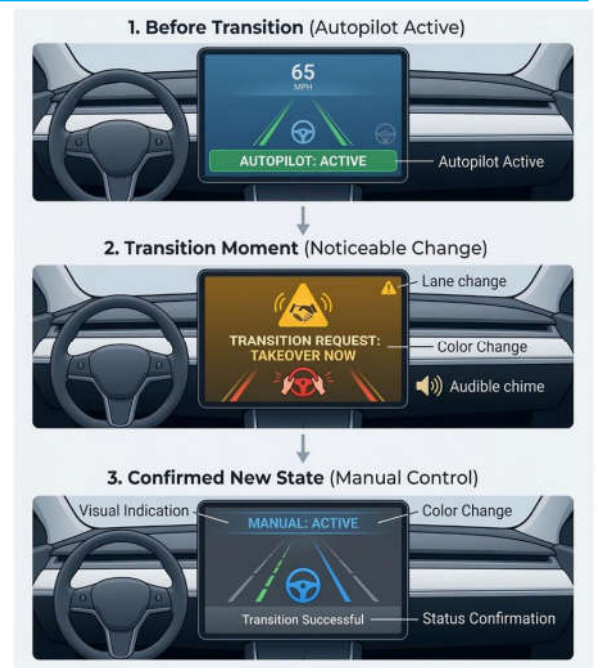 1. Before Transition (Autopilot Active)
65
MPH
AUTOPILOT: ACTIVE
Autopilot Active
2. Transition Moment (Noticeable Change)
Lane change
TRANSITION REQUEST:
TAKEOVER NOW
Color Change
Audible chime
3. Confirmed New State (Manual Control)
Visual Indication
MANUAL: ACTIVE
Color Change
Transition Successful
Status Confirmation